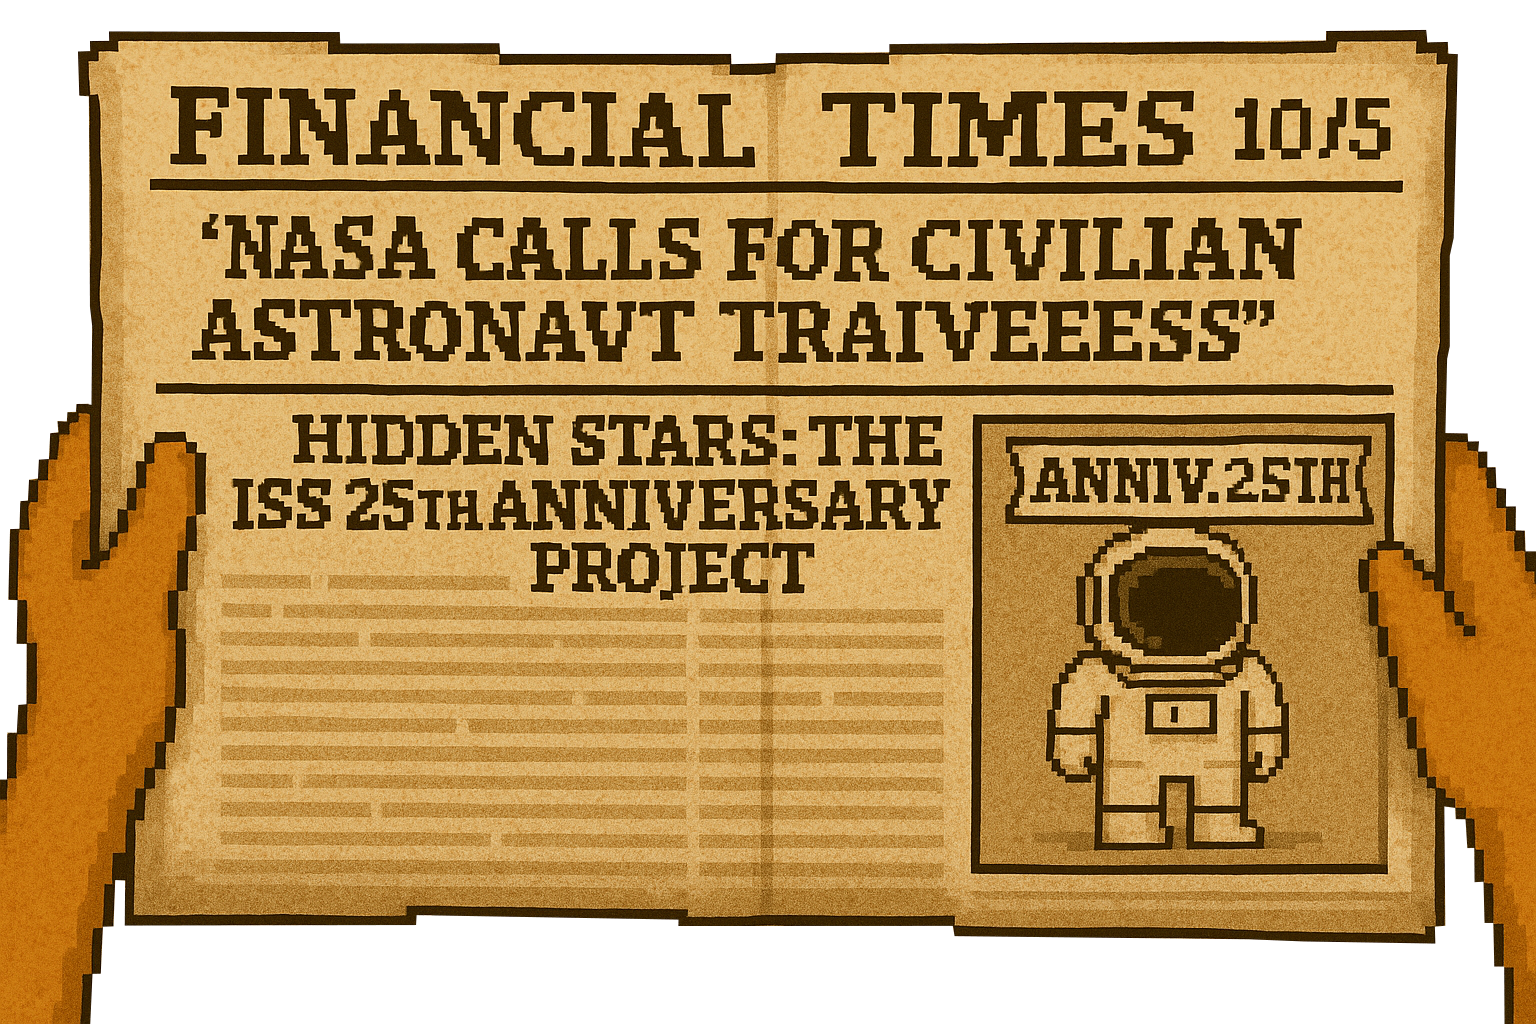 FINANCIAL TIMES 10/5
‘NASA CALLS FOR CIVILIAN
ASTRONAVT TRAIVEEESS”
HIDDEN STARS: THE
ISS 25TH ANNIVERSARY
PROJECT
ANNIV. 25TH